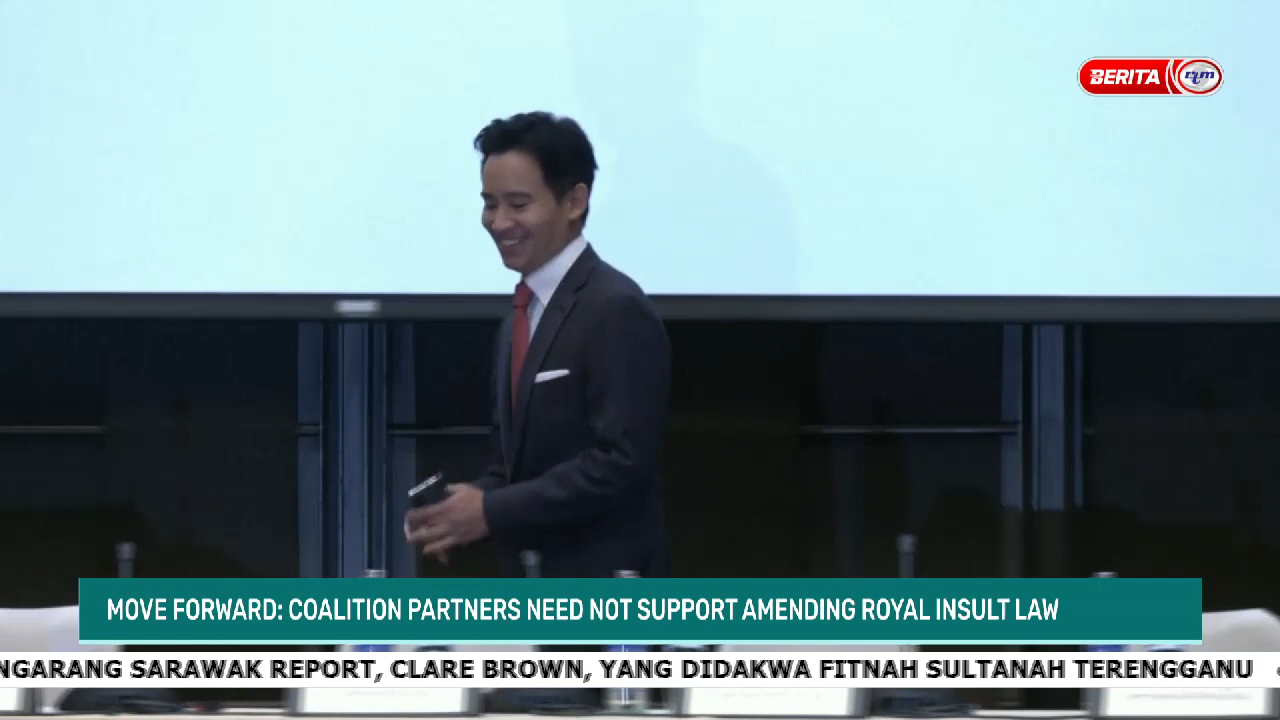 BERITA rtm
MOVE FORWARD: COALITION PARTNERS NEED NOT SUPPORT AMENDING ROYAL INSULT LAW
NGARANG SARAWAK REPORT, CLARE BROWN, YANG DIDAKWA FITNAH SULTANAH TERENGGANU